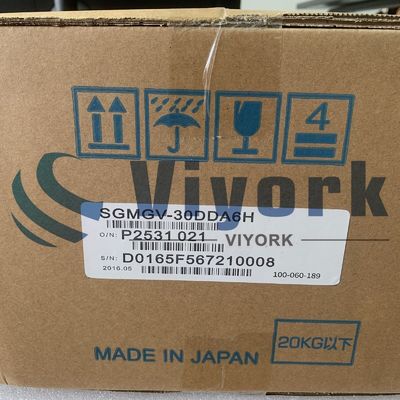 4
Viyork
SGMGV-30DDA6H
O/N: P2531 021
VIYORK
S/N: D0165F567210008
2016.05
100-060-189
20KG以下
MADE IN JAPAN